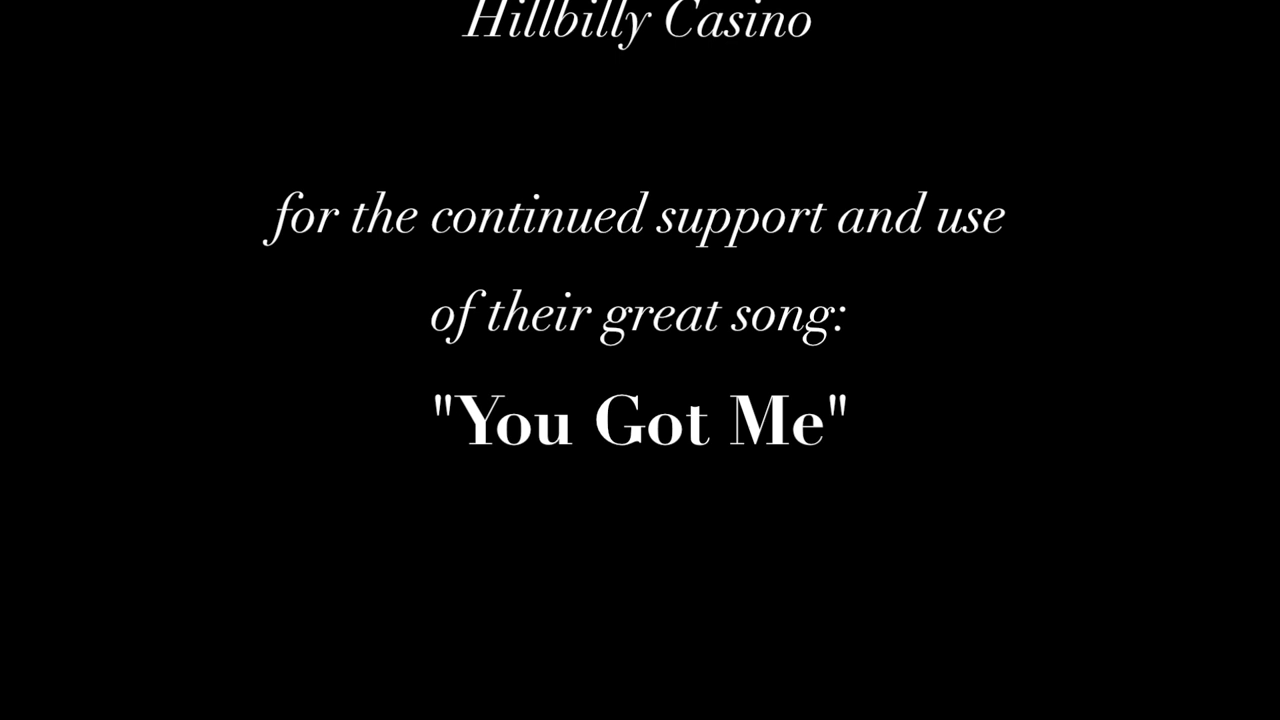 Hillbilly Casino
for the continued support and use
of their great song:
"You Got Me"